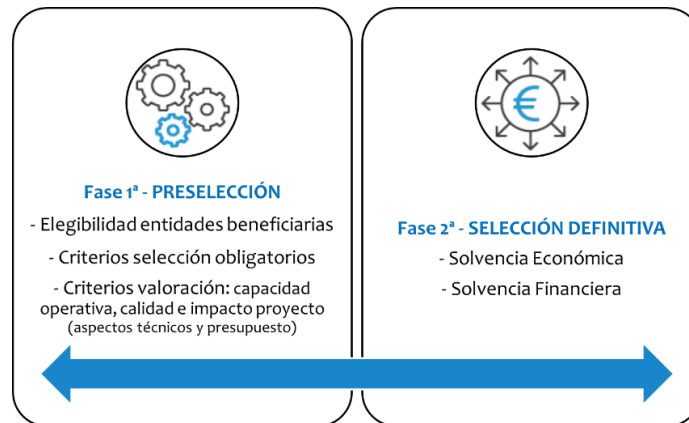 Fase 1ª - PRESELECCIÓN
- Elegibilidad entidades beneficiarias
- Criterios selección obligatorios
- Criterios valoración: capacidad
operativa, calidad e impacto proyecto
(aspectos técnicos y presupuesto)
€
Fase 2ª - SELECCIÓN DEFINITIVA
- Solvencia Económica
- Solvencia Financiera